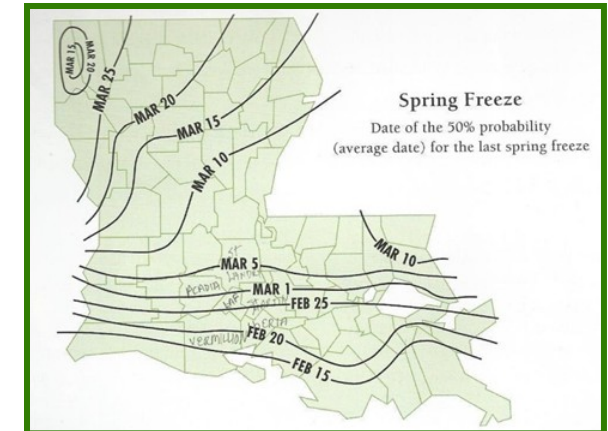 MAR 15
MAR 20
MAR 25
MAR 20
MAR 15
MAR 10
Spring Freeze
Date of the 50% probability
(average date) for the last spring freeze
MAR 10
ST
LANDRY
MAR 5
ACADIA
MAR 1
LAF
MARTIN
FEB 25
IBERIA
FEB 20
VERMILLION
FEB 15